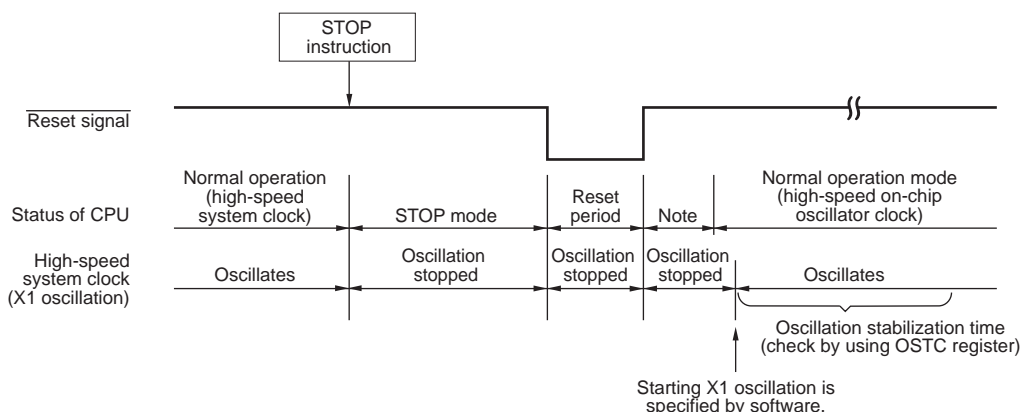 STOP
instruction
Reset signal
Status of CPU
Normal operation
(high-speed
system clock)
STOP mode
Reset
period
Note
Normal operation mode
(high-speed on-chip
oscillator clock)
High-speed
system clock
(X1 oscillation)
Oscillates
Oscillation
stopped
Oscillation
stopped
Oscillation
stopped
Oscillates
Oscillation stabilization time
(check by using OSTC register)
Starting X1 oscillation is
specified by software.